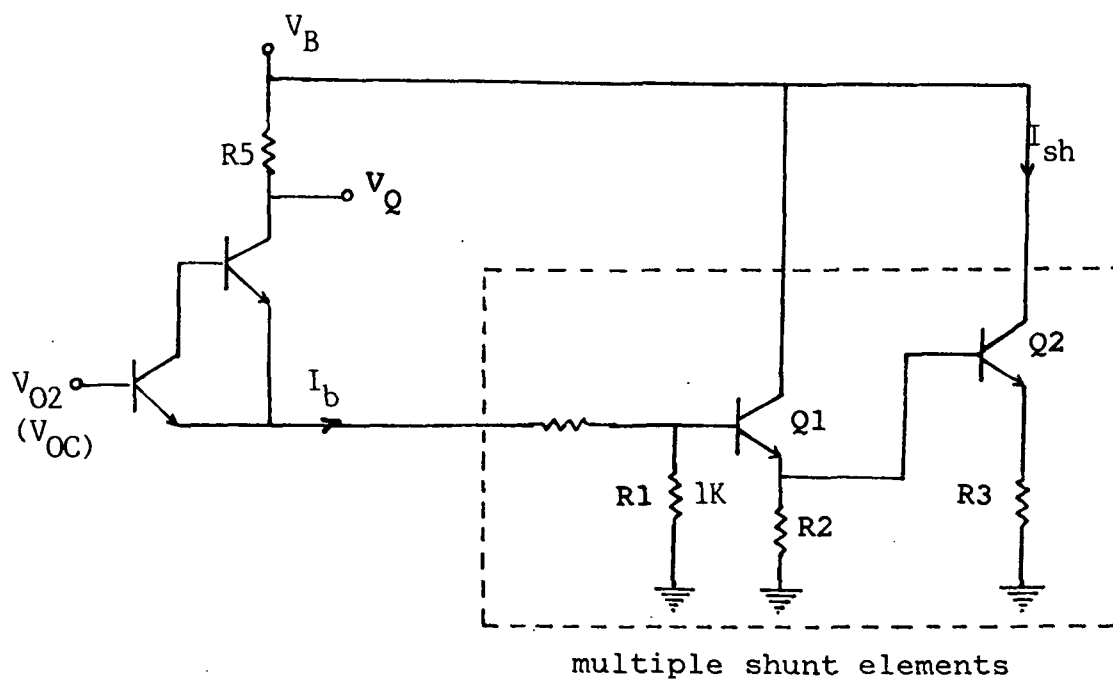 V_B
R5
V_Q
I_sh
Q2
V_O2
(V_OC)
I_b
Q1
R1
1K
R2
R3
multiple shunt elements